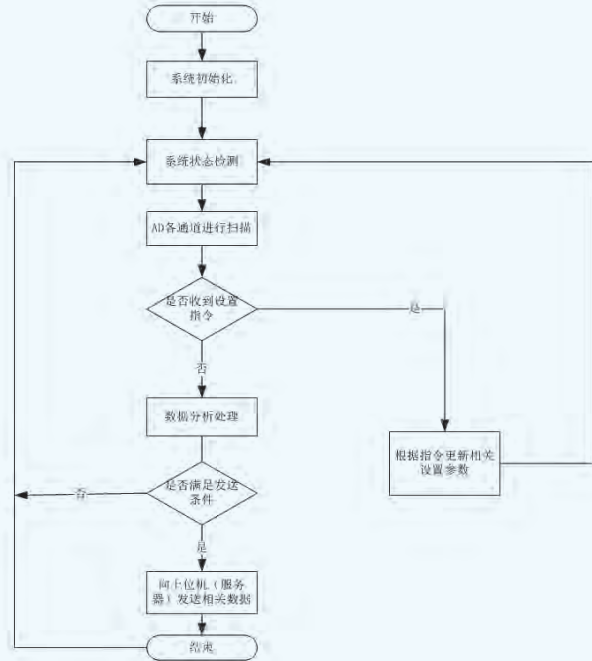 开始
系统初始化
系统状态检测
AD各通道进行扫描
是否收到设置
指令
是
否
数据分析处理
根据指令更新相关
设置参数
是否满足发送
条件
否
是
向上位机（服务
器）发送相关数据
结束